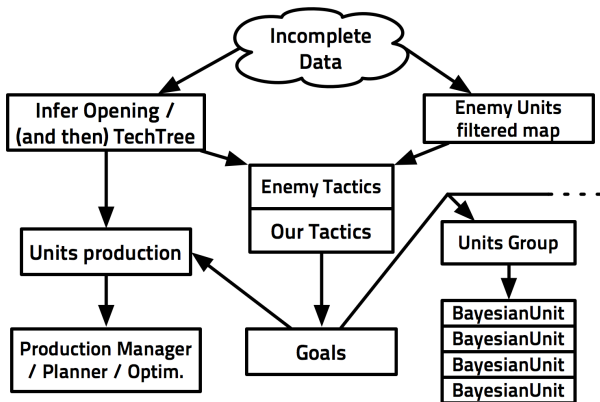 Incomplete
Data
Infer Opening /
(and then) TechTree
Enemy Units
filtered map
Enemy Tactics
Our Tactics
Units production
Units Group
Production Manager
/ Planner / Optim.
Goals
BayesianUnit
BayesianUnit
BayesianUnit
BayesianUnit